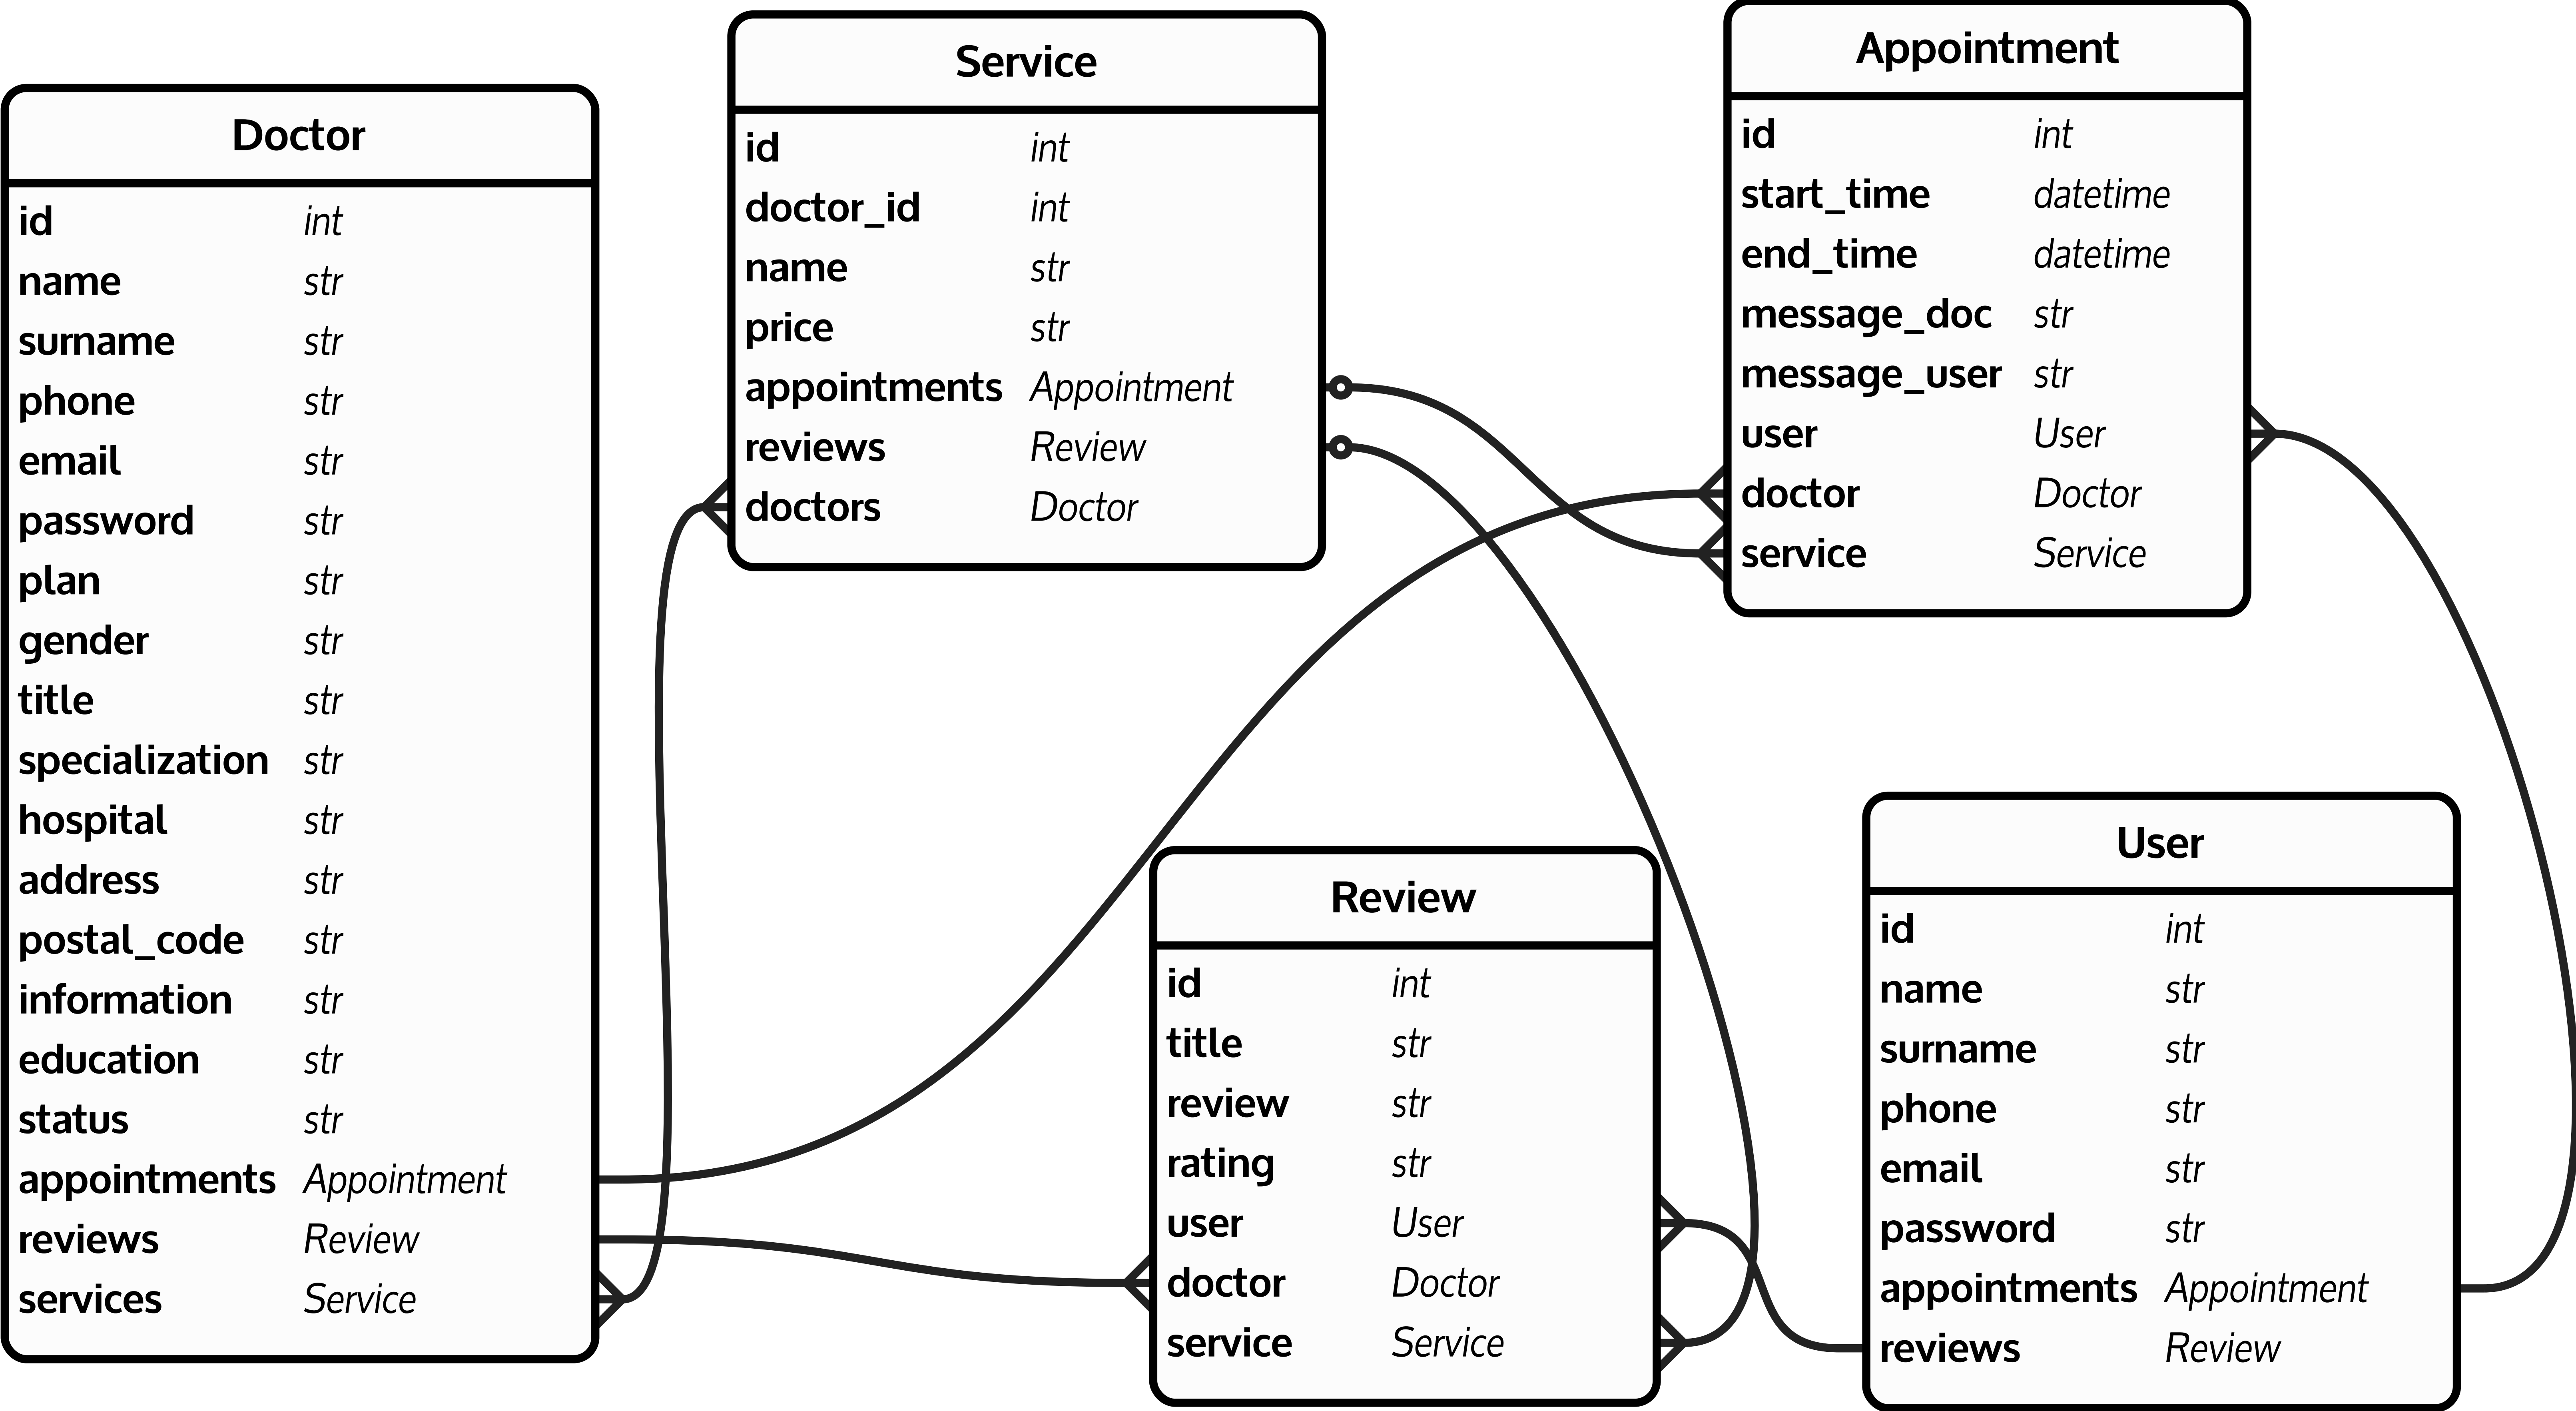 Doctor
id int
name str
surname str
phone str
email str
password str
plan str
gender str
title str
specialization str
hospital str
address str
postal_code str
information str
education str
status str
appointments Appointment
reviews Review
services Service
Service
id int
doctor_id int
name str
price str
appointments Appointment
reviews Review
doctors Doctor
Appointment
id int
start_time datetime
end_time datetime
message_doc str
message_user str
user User
doctor Doctor
service Service
Review
id int
title str
review str
rating str
user User
doctor Doctor
service Service
User
id int
name str
surname str
phone str
email str
password str
appointments Appointment
reviews Review